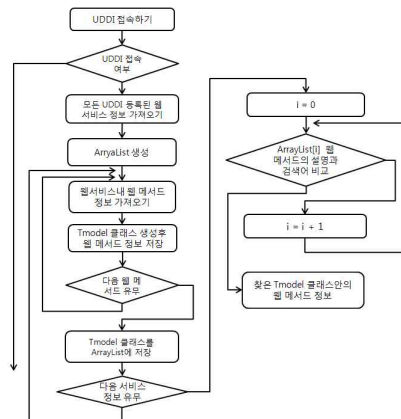 UDDI 접속하기
UDDI 접속
여부
모든 UDDI 등록된 웹
서비스 정보 가져오기
ArryaList 생성
웹서비스내 웹 메서드
정보 가져오기
Tmodel 클래스 생성후
웹 메서드 정보 저장
다음 웹 메
서드 유무
Tmodel 클래스를
ArrayList에 저장
다음 서비스
정보 유무
i = 0
ArrayList[i] 웹
메서드의 설명과
검색어 비교
i = i + 1
찾은 Tmodel 클래스안의
웹 메서드 정보